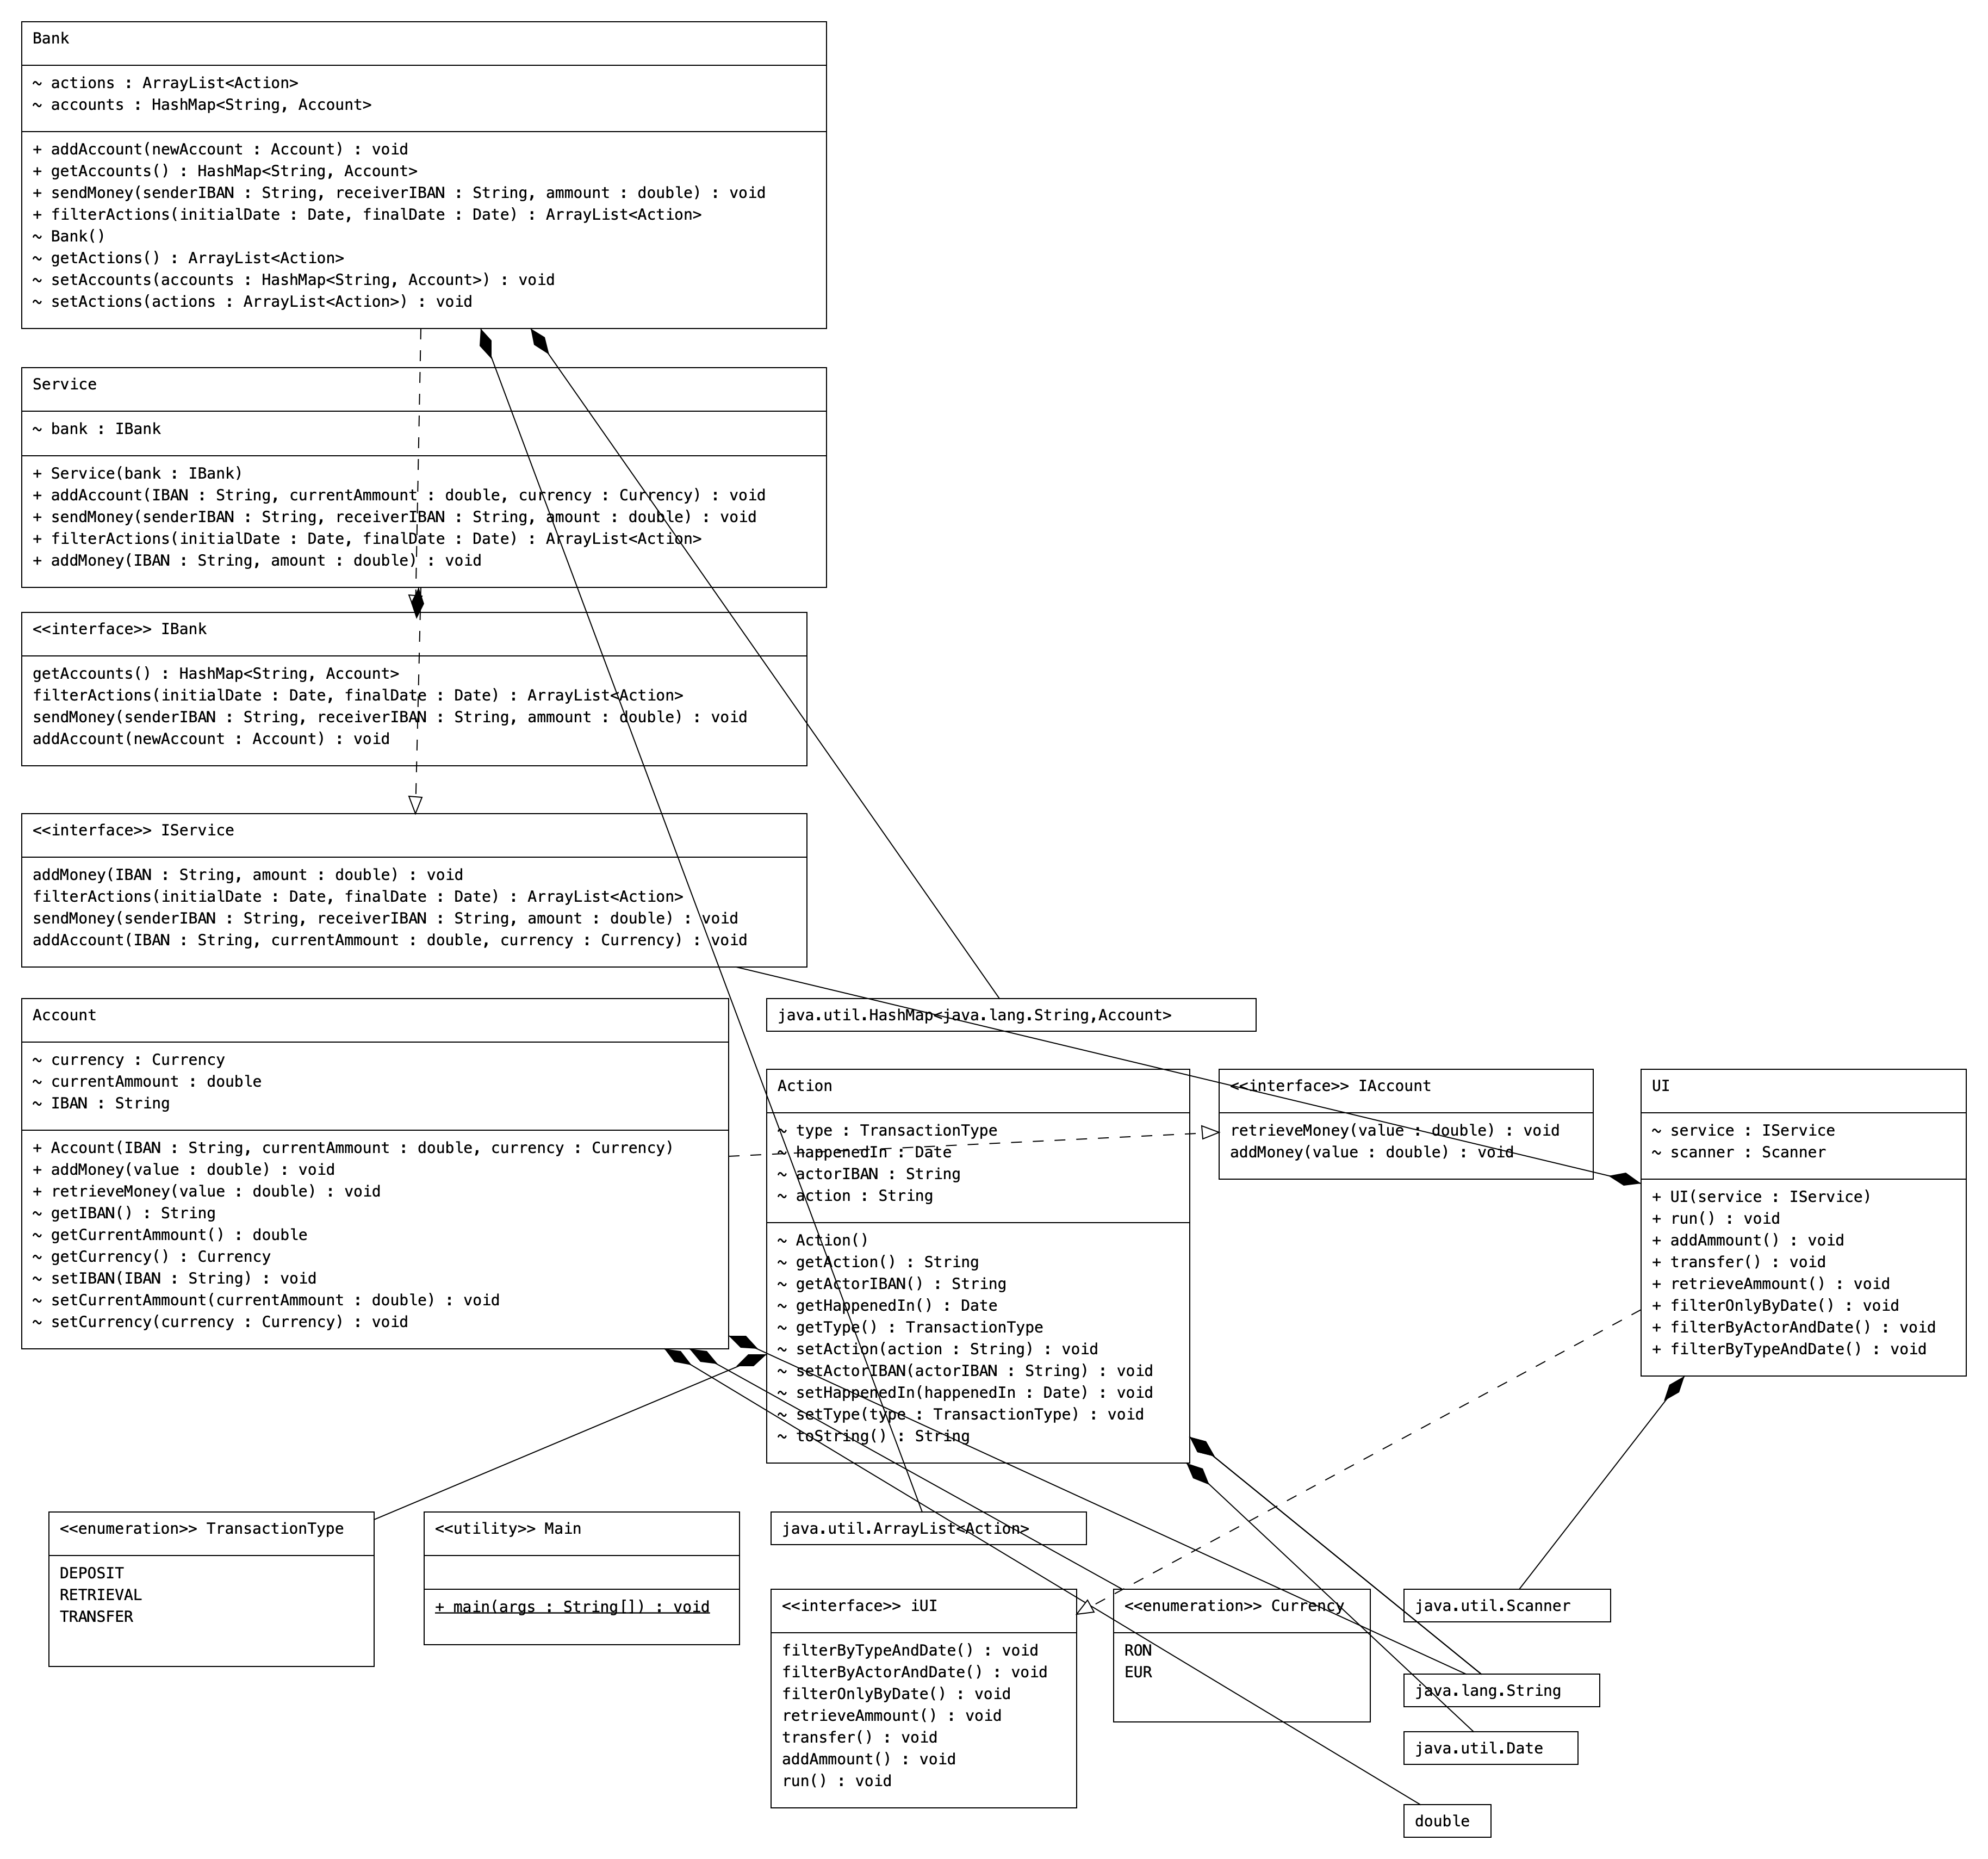 Bank
~ actions : ArrayList<Action>
~ accounts : HashMap<String, Account>
+ addAccount(newAccount : Account) : void
+ getAccounts() : HashMap<String, Account>
+ sendMoney(senderIBAN : String, receiverIBAN : String, ammount : double) : void
+ filterActions(initialDate : Date, finalDate : Date) : ArrayList<Action>
~ Bank()
~ getActions() : ArrayList<Action>
~ setAccounts(accounts : HashMap<String, Account>) : void
~ setActions(actions : ArrayList<Action>) : void
Service
~ bank : IBank
+ Service(bank : IBank)
+ addAccount(IBAN : String, currentAmmount : double, currency : Currency) : void
+ sendMoney(senderIBAN : String, receiverIBAN : String, amount : double) : void
+ filterActions(initialDate : Date, finalDate : Date) : ArrayList<Action>
+ addMoney(IBAN : String, amount : double) : void
<<interface>> IBank
getAccounts() : HashMap<String, Account>
filterActions(initialDate : Date, finalDate : Date) : ArrayList<Action>
sendMoney(senderIBAN : String, receiverIBAN : String, ammount : double) : void
addAccount(newAccount : Account) : void
<<interface>> IService
addMoney(IBAN : String, amount : double) : void
filterActions(initialDate : Date, finalDate : Date) : ArrayList<Action>
sendMoney(senderIBAN : String, receiverIBAN : String, amount : double) : void
addAccount(IBAN : String, currentAmmount : double, currency : Currency) : void
Account
~ currency : Currency
~ currentAmmount : double
~ IBAN : String
+ Account(IBAN : String, currentAmmount : double, currency : Currency)
+ addMoney(value : double) : void
+ retrieveMoney(value : double) : void
~ getIBAN() : String
~ getCurrentAmmount() : double
~ getCurrency() : Currency
~ setIBAN(IBAN : String) : void
~ setCurrentAmmount(currentAmmount : double) : void
~ setCurrency(currency : Currency) : void
java.util.HashMap<java.lang.String,Account>
Action
~ type : TransactionType
~ happenedIn : Date
~ actorIBAN : String
~ action : String
~ Action()
~ getAction() : String
~ getActorIBAN() : String
~ getHappenedIn() : Date
~ getType() : TransactionType
~ setAction(action : String) : void
~ setActorIBAN(actorIBAN : String) : void
~ setHappenedIn(happenedIn : Date) : void
~ setType(type : TransactionType) : void
~ toString() : String
<<interface>> IAccount
retrieveMoney(value : double) : void
addMoney(value : double) : void
UI
~ service : IService
~ scanner : Scanner
+ UI(service : IService)
+ run() : void
+ addAmmount() : void
+ transfer() : void
+ retrieveAmmount() : void
+ filterOnlyByDate() : void
+ filterByActorAndDate() : void
+ filterByTypeAndDate() : void
<<enumeration>> TransactionType
DEPOSIT
RETRIEVAL
TRANSFER
<<utility>> Main
+ main(args : String[]) : void
java.util.ArrayList<Action>
<<interface>> iUI
filterByTypeAndDate() : void
filterByActorAndDate() : void
filterOnlyByDate() : void
retrieveAmmount() : void
transfer() : void
addAmmount() : void
run() : void
<<enumeration>> Currency
RON
EUR
java.util.Scanner
java.lang.String
java.util.Date
double